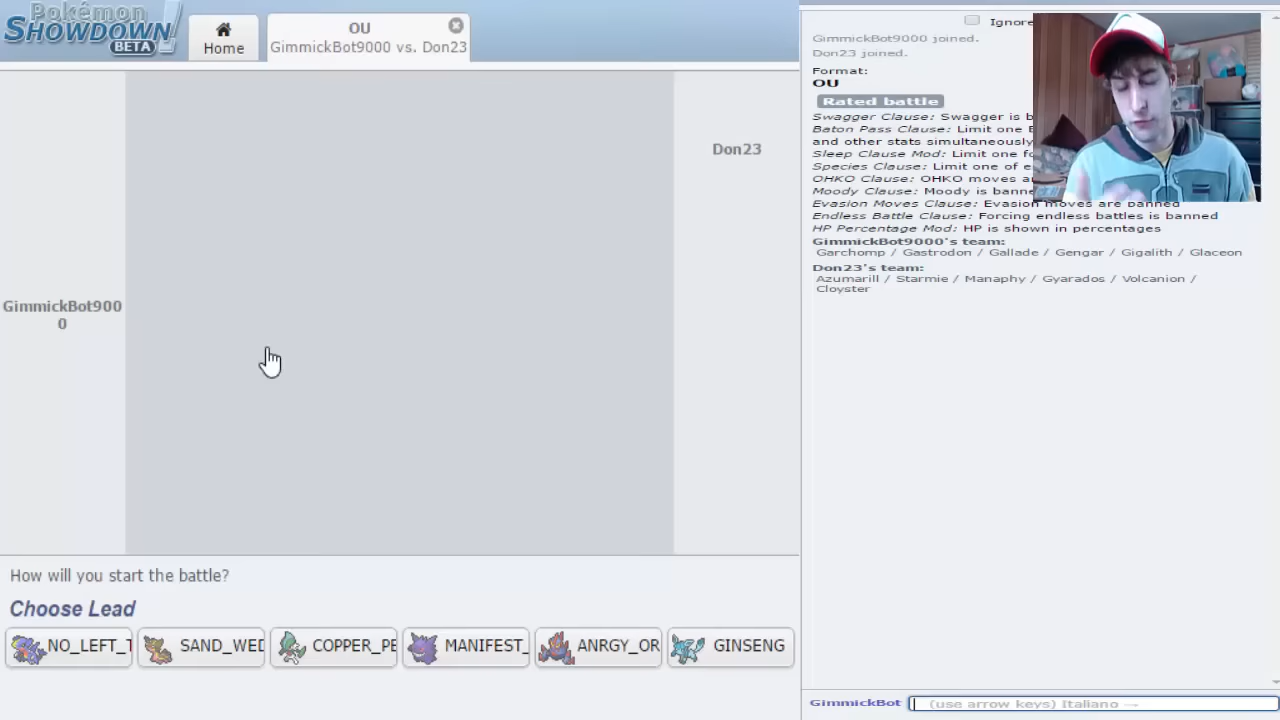 Pokémon
SHOWDOWN!
BETA
Home
OU
GimmickBot9000 vs. Don23
Don23
GimmickBot900
0
How will you start the battle?
Choose Lead
NO_LEFT_T
SAND_WED
COPPER_PE
MANIFEST_
ANRGY_OR
GINSENG
Ignore
GimmickBot9000 joined.
Don23 joined.
Format:
OU
Rated battle
Swagger Clause: Swagger is b
Baton Pass Clause: Limit one
and other stats simultaneously
Sleep Clause Mod: Limit one fo
Species Clause: Limit one of e
OHKO Clause: OHKO moves a
Moody Clause: Moody is banne
Evasion Moves Clause: Evasion moves are banned
Endless Battle Clause: Forcing endless battles is banned
HP Percentage Mod: HP is shown in percentages
GimmickBot9000's team:
Garchomp / Gastrodon / Gallade / Gengar / Gigalith / Glaceon
Don23's team:
Azumarill / Starmie / Manaphy / Gyarados / Volcanion /
Cloyster
GimmickBot
(use arrow keys) Italiano →